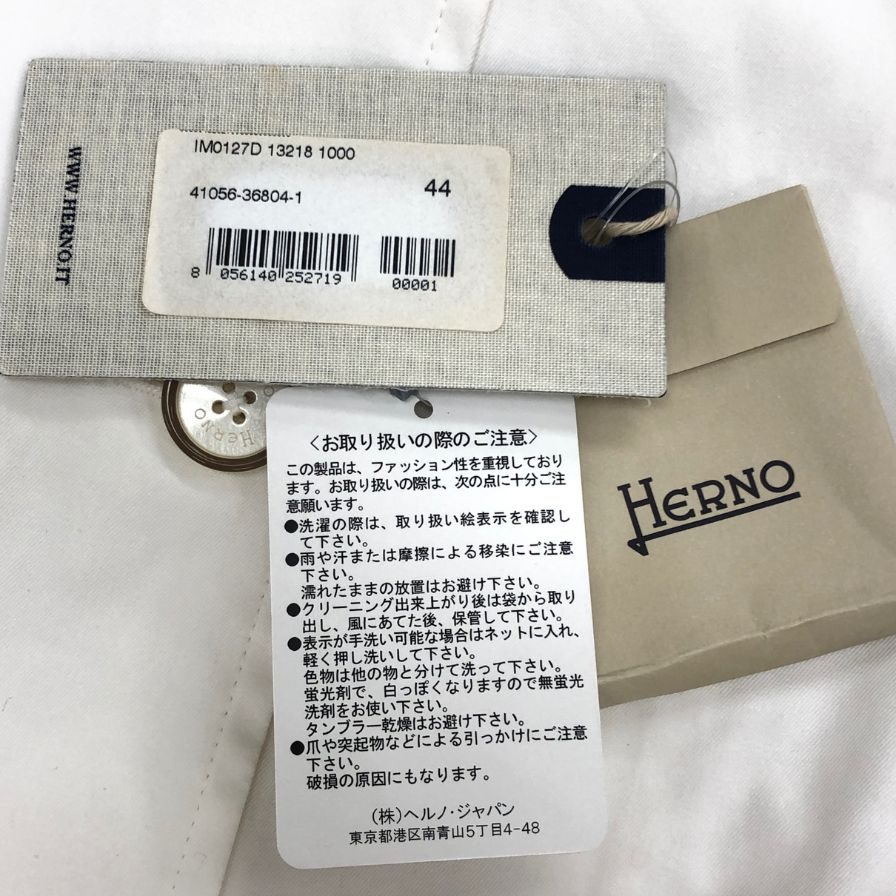 IM0127D 13218 1000
41056-36804-1
44
8 056140 252719
00001
WWW.HERNO.IT
HERNO
HERNO
〈お取り扱いの際のご注意〉
この製品は、ファッション性を重視しており
ます。お取り扱いの際は、次の点に十分ご注
意願います。
●洗濯の際は、取り扱い絵表示を確認し
て下さい。
●雨や汗または摩擦による移染にご注意
下さい。
濡れたままの放置はお避け下さい。
●クリーニング出来上がり後は袋から取り
出し、風にあてた後、保管して下さい。
●表示が手洗い可能な場合はネットに入れ、
軽く押し洗いして下さい。
色物は他の物と分けて洗って下さい。
蛍光剤で、白っぽくなりますので無蛍光
洗剤をお使い下さい。
タンブラー乾燥はお避け下さい。
●爪や突起物などによる引っかけにご注意
下さい。
破損の原因にもなります。
(株)ヘルノ・ジャパン
東京都港区南青山5丁目4-48